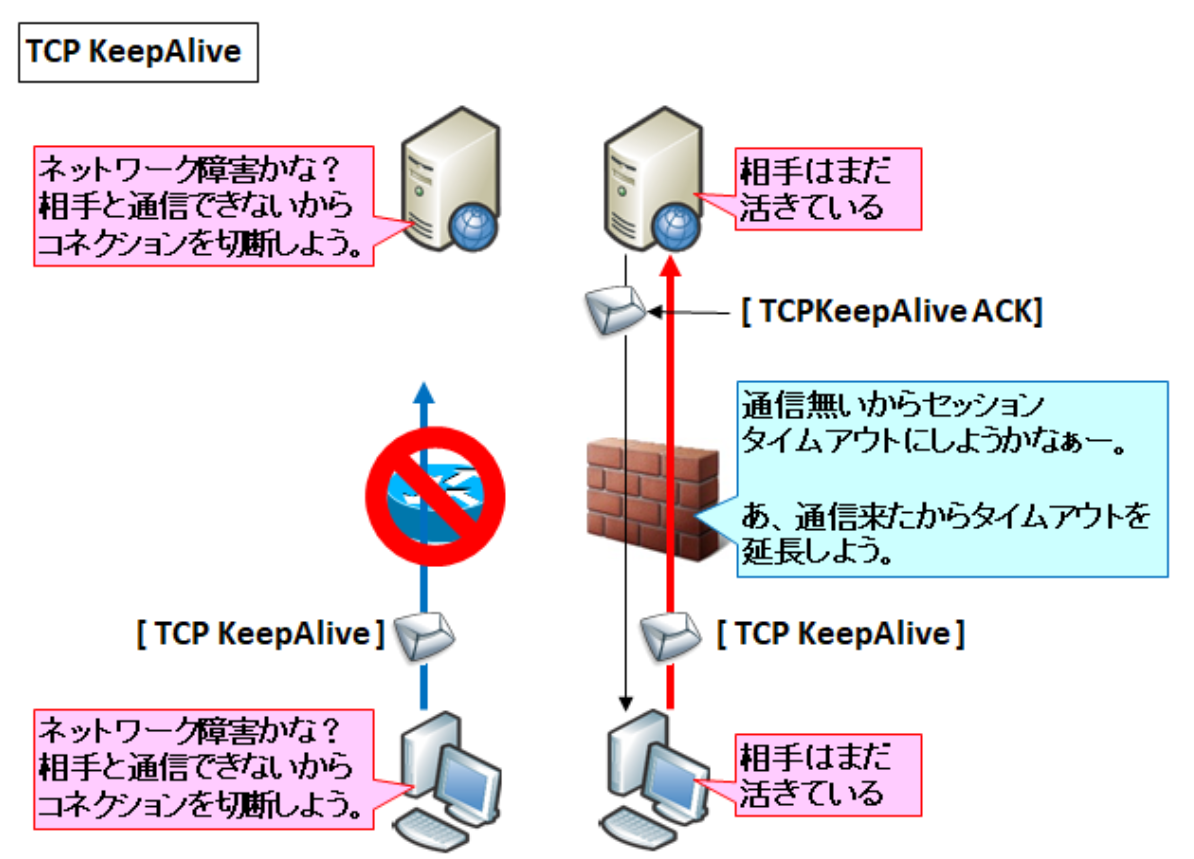 TCP KeepAlive
ネットワーク障害かな？
相手と通信できないから
コネクションを切断しよう。
相手はまだ
活きている
[ TCPKeepAlive ACK]
通信無いからセッション
タイムアウトにしようかなぁー。
あ、通信来たからタイムアウトを
延長しよう。
[ TCP KeepAlive ]
[ TCP KeepAlive ]
ネットワーク障害かな？
相手と通信できないから
コネクションを切断しよう。
相手はまだ
活きている